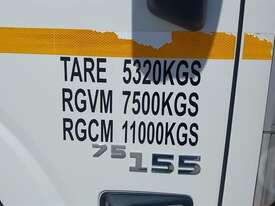 TARE 5320KGS
RGVM 7500KGS
RGCM 11000KGS
75155